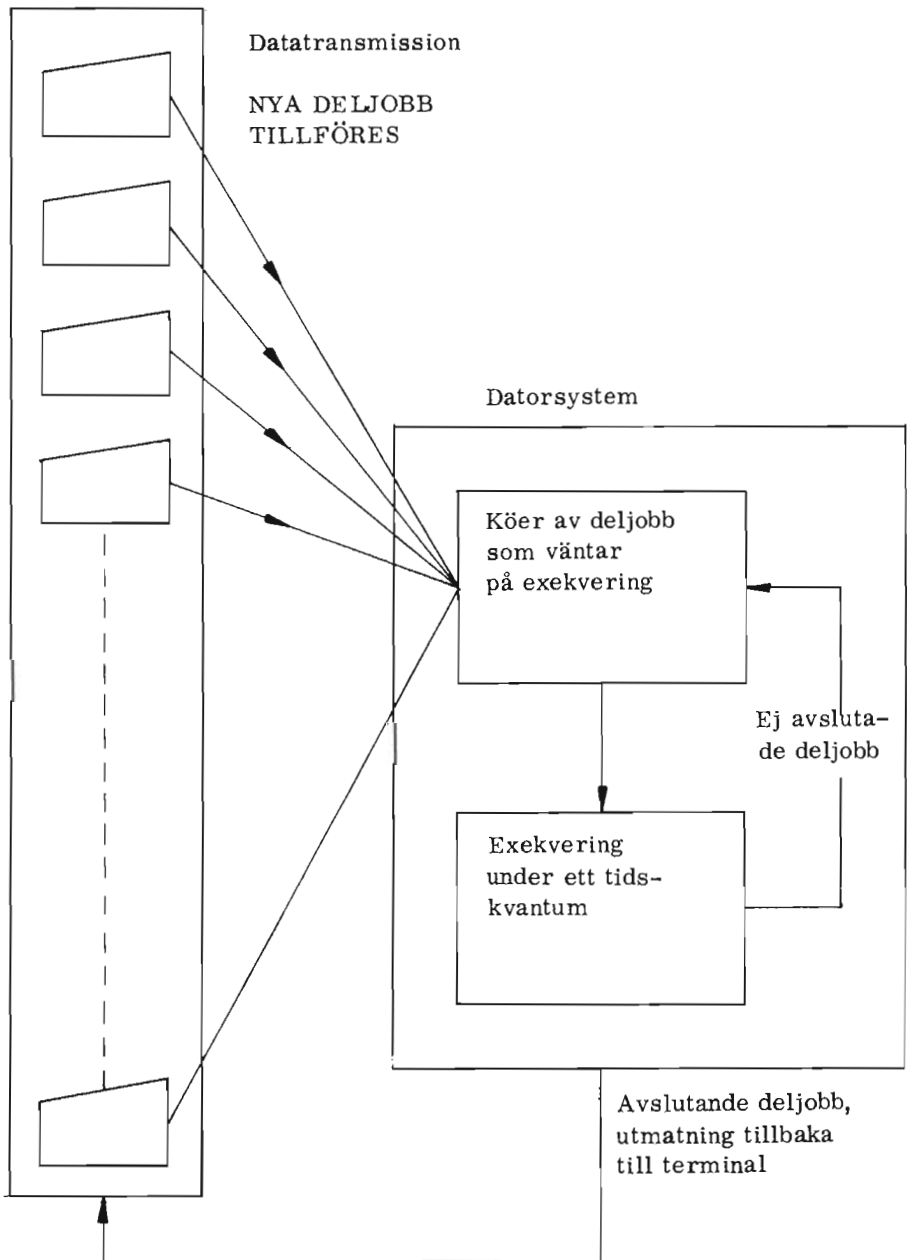 Datatransmission
NYA DELJOBB
TILLFÖRES
Datorsystem
Köer av deljobb
som väntar
på exekvering
Ej avsluta-
de deljobb
Exekvering
under ett tids-
kvantum
Avslutande deljobb,
utmatning tillbaka
till terminal